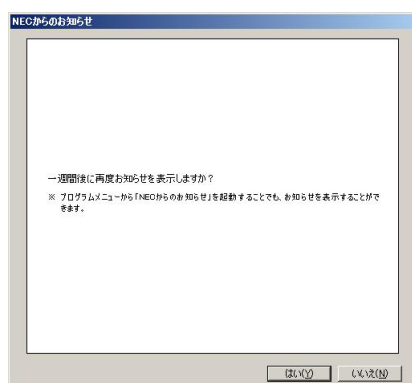 NECからのお知らせ
一週間後に再度お知らせを表示しますか？
※ プログラムメニューから「NECからのお知らせ」を起動することでも、お知らせを表示することがで
きます。
はい(Y) いいえ(N)